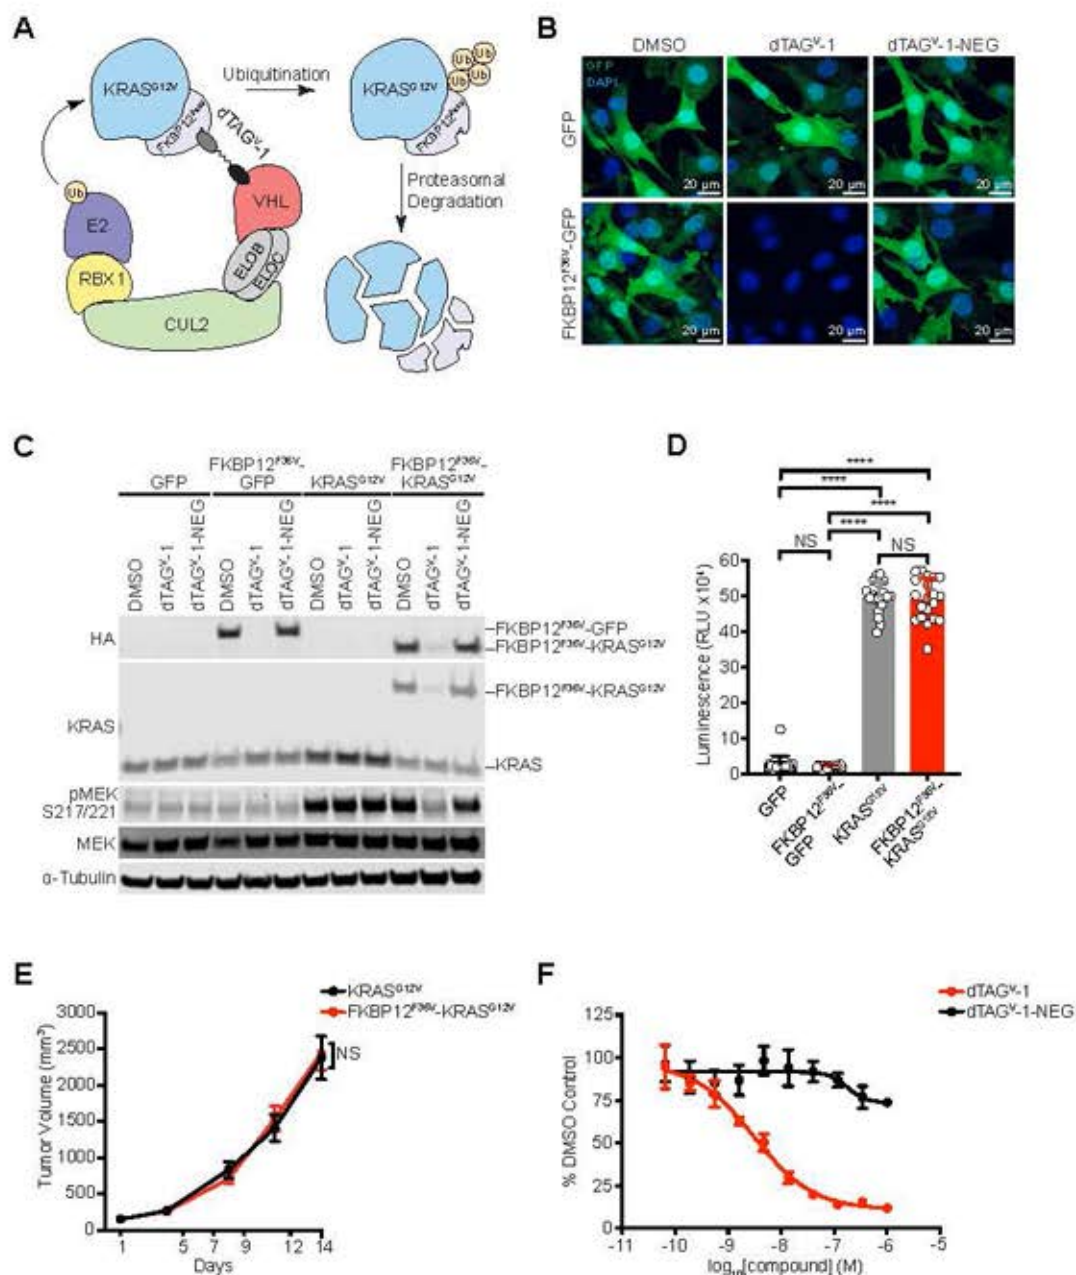 A
KRASG12V
FKBP12F36V
dTAGV-1
Ubiquitination
KRASG12V
FKBP12F36V
Ub
Ub
Ub
Ub
Ub
E2
VHL
RBX1
ELOB
ELOC
CUL2
Proteasomal
Degradation
B
DMSO
dTAGV-1
dTAGV-1-NEG
GFP
DAPI
GFP
20 µm
20 µm
20 µm
FKBP12F36V-GFP
20 µm
20 µm
20 µm
C
GFP
FKBP12F36V-
GFP
KRASG12V
FKBP12F36V-
KRASG12V
DMSO
dTAGV-1
dTAGV-1-NEG
DMSO
dTAGV-1
dTAGV-1-NEG
DMSO
dTAGV-1
dTAGV-1-NEG
DMSO
dTAGV-1
dTAGV-1-NEG
HA
–FKBP12F36V-GFP
–FKBP12F36V-KRASG12V
KRAS
–FKBP12F36V-KRASG12V
–KRAS
pMEK
S217/221
MEK
α-Tubulin
D
****
****
****
****
NS
NS
Luminescence (RLU x10⁴)
60
50
40
30
20
10
0
GFP
FKBP12F36V-
GFP
KRASG12V
FKBP12F36V-
KRASG12V
E
KRASG12V
FKBP12F36V-KRASG12V
NS
Tumor Volume (mm³)
3000
2500
2000
1500
1000
500
0
1 5 7 9 12 14
Days
F
dTAGV-1
dTAGV-1-NEG
% DMSO Control
125
100
75
50
25
0
-11 -10 -9 -8 -7 -6 -5
log10[compound] (M)